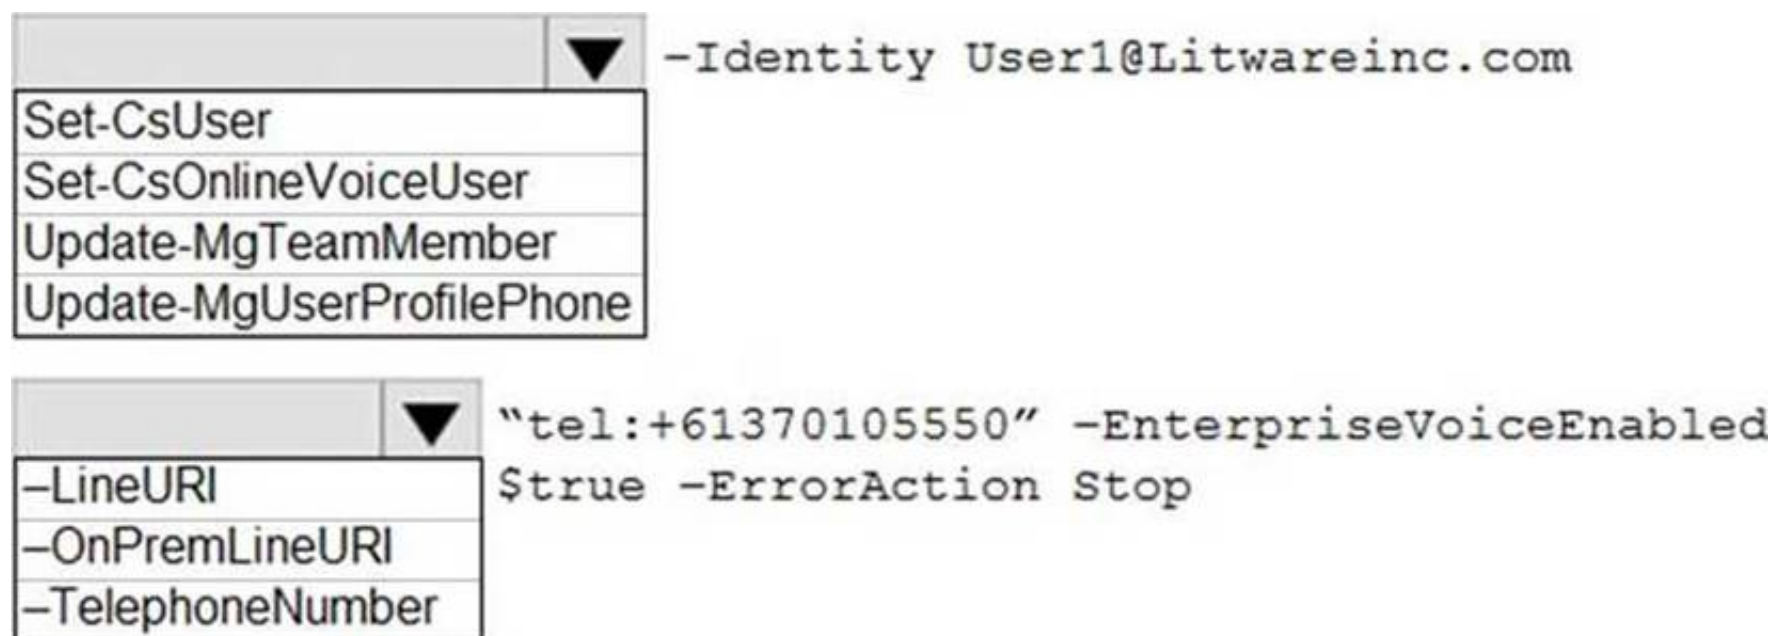 –Identity User1@Litwareinc.com
Set-CsUser
Set-CsOnlineVoiceUser
Update-MgTeamMember
Update-MgUserProfilePhone
“tel:+61370105550” –EnterpriseVoiceEnabled
$true –ErrorAction Stop
–LineURI
–OnPremLineURI
–TelephoneNumber